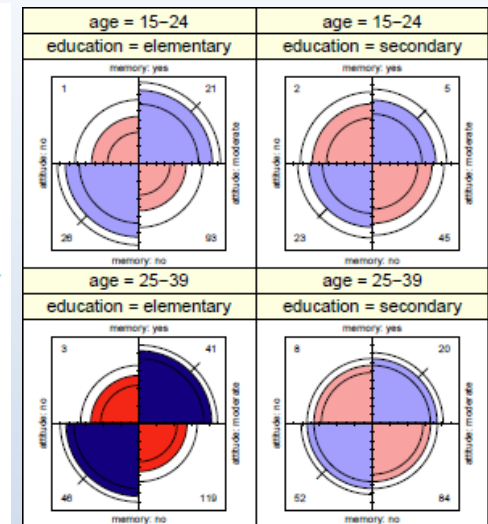 age = 15–24
education = elementary
memory: yes
1 21
attitude: no
attitude: moderate
26 93
memory: no
age = 15–24
education = secondary
memory: yes
2 5
attitude: no
attitude: moderate
23 45
memory: no
age = 25–39
education = elementary
memory: yes
3 41
attitude: no
attitude: moderate
46 119
memory: no
age = 25–39
education = secondary
memory: yes
8 20
attitude: no
attitude: moderate
52 84
memory: no